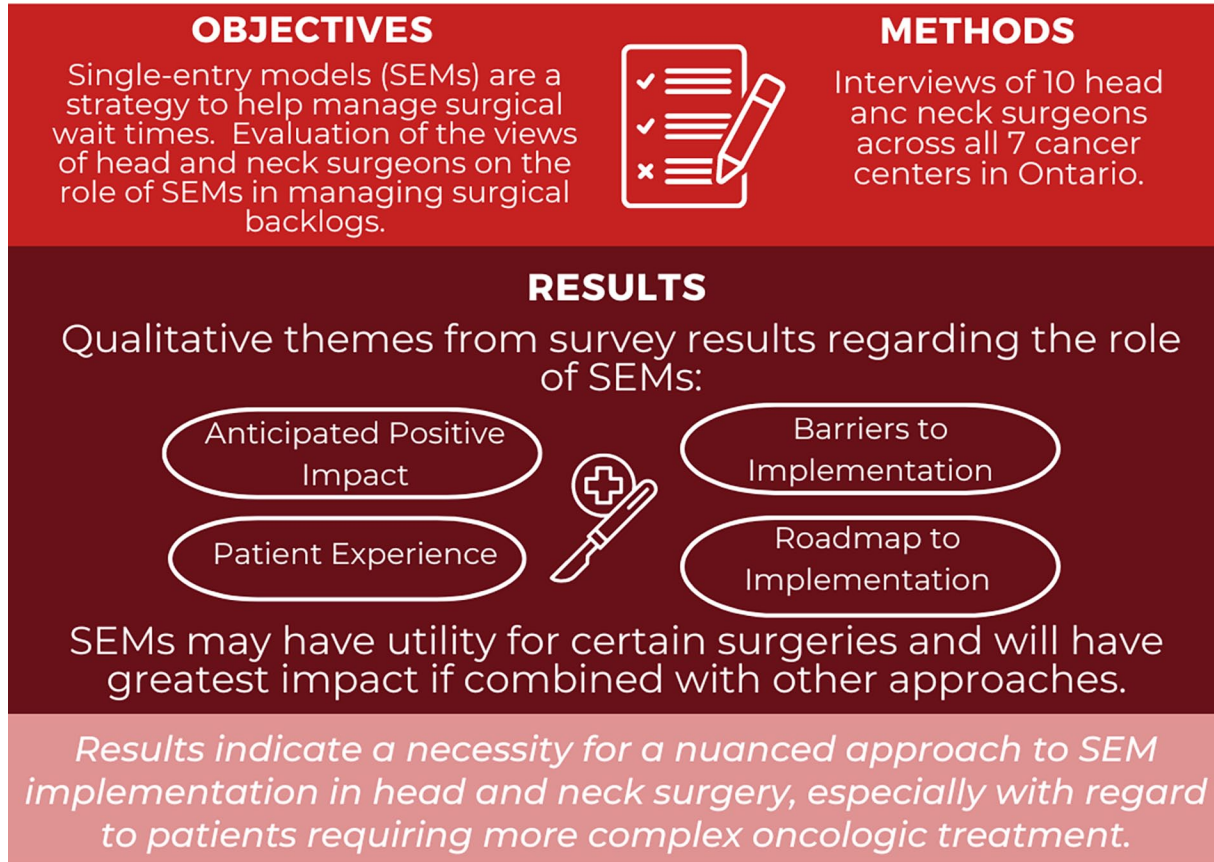 OBJECTIVES
Single-entry models (SEMs) are a
strategy to help manage surgical
wait times. Evaluation of the views
of head and neck surgeons on the
role of SEMs in managing surgical
backlogs.
METHODS
Interviews of 10 head
anc neck surgeons
across all 7 cancer
centers in Ontario.
RESULTS
Qualitative themes from survey results regarding the role
of SEMs:
Anticipated Positive
Impact
Barriers to
Implementation
Patient Experience
Roadmap to
Implementation
SEMs may have utility for certain surgeries and will have
greatest impact if combined with other approaches.
Results indicate a necessity for a nuanced approach to SEM
implementation in head and neck surgery, especially with regard
to patients requiring more complex oncologic treatment.